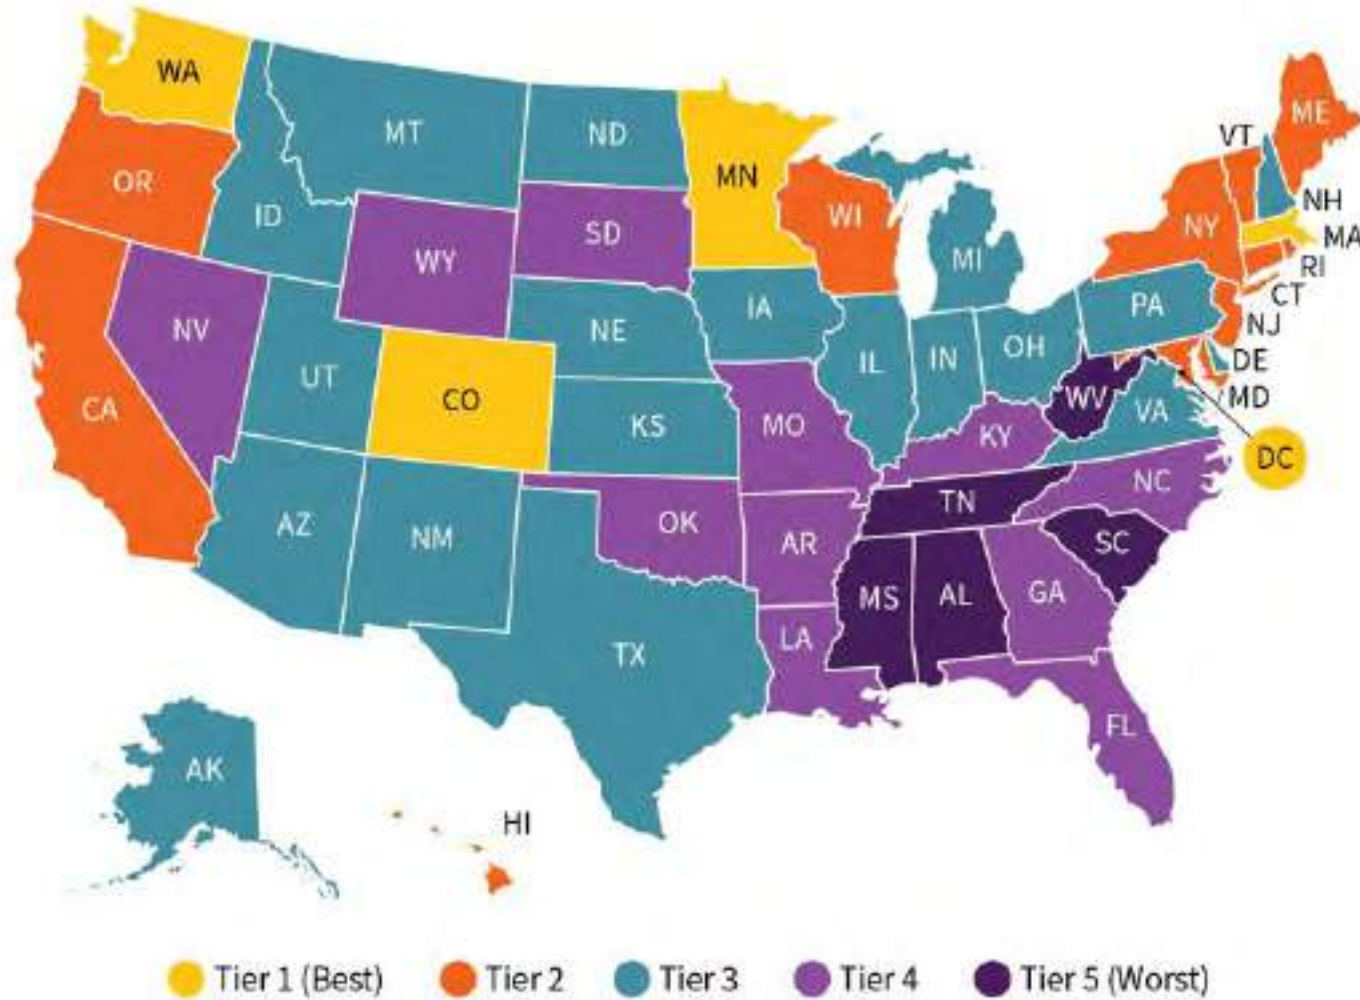 WA
MT
ND
MN
ME
VT
OR
ID
SD
WI
NY
NH
MA
WY
MI
RI
CT
NV
NE
IA
PA
NJ
UT
CO
IL
IN
OH
DE
MD
CA
KS
MO
KY
WV
VA
DC
AZ
NM
OK
AR
TN
NC
SC
MS
AL
GA
LA
TX
FL
AK
HI
Tier 1 (Best) Tier 2 Tier 3 Tier 4 Tier 5 (Worst)